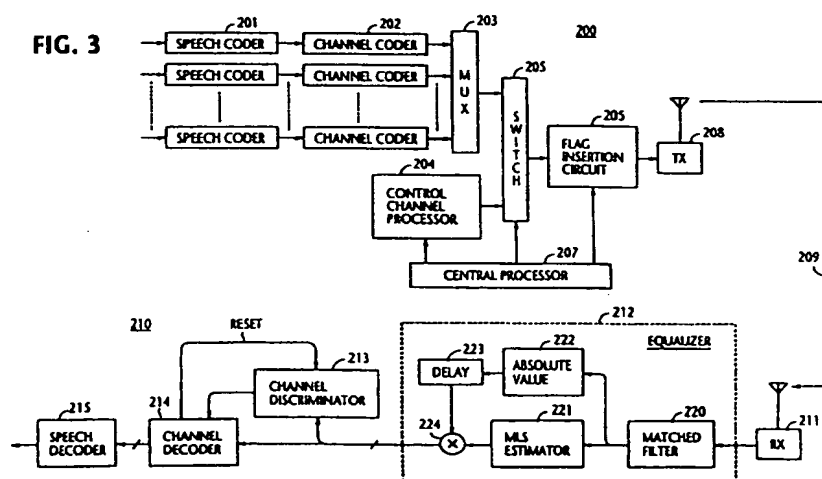 FIG. 3
201
202
203
200
SPEECH CODER
CHANNEL CODER
SPEECH CODER
CHANNEL CODER
SPEECH CODER
CHANNEL CODER
MUX
205
SWITCH
205
FLAG
INSERTION
CIRCUIT
TX
208
204
CONTROL
CHANNEL
PROCESSOR
207
CENTRAL PROCESSOR
209
210
RESET
212
EQUALIZER
213
CHANNEL
DISCRIMINATOR
223
DELAY
222
ABSOLUTE
VALUE
215
SPEECH
DECODER
214
CHANNEL
DECODER
224
X
221
MLS
ESTIMATOR
220
MATCHED
FILTER
211
RX